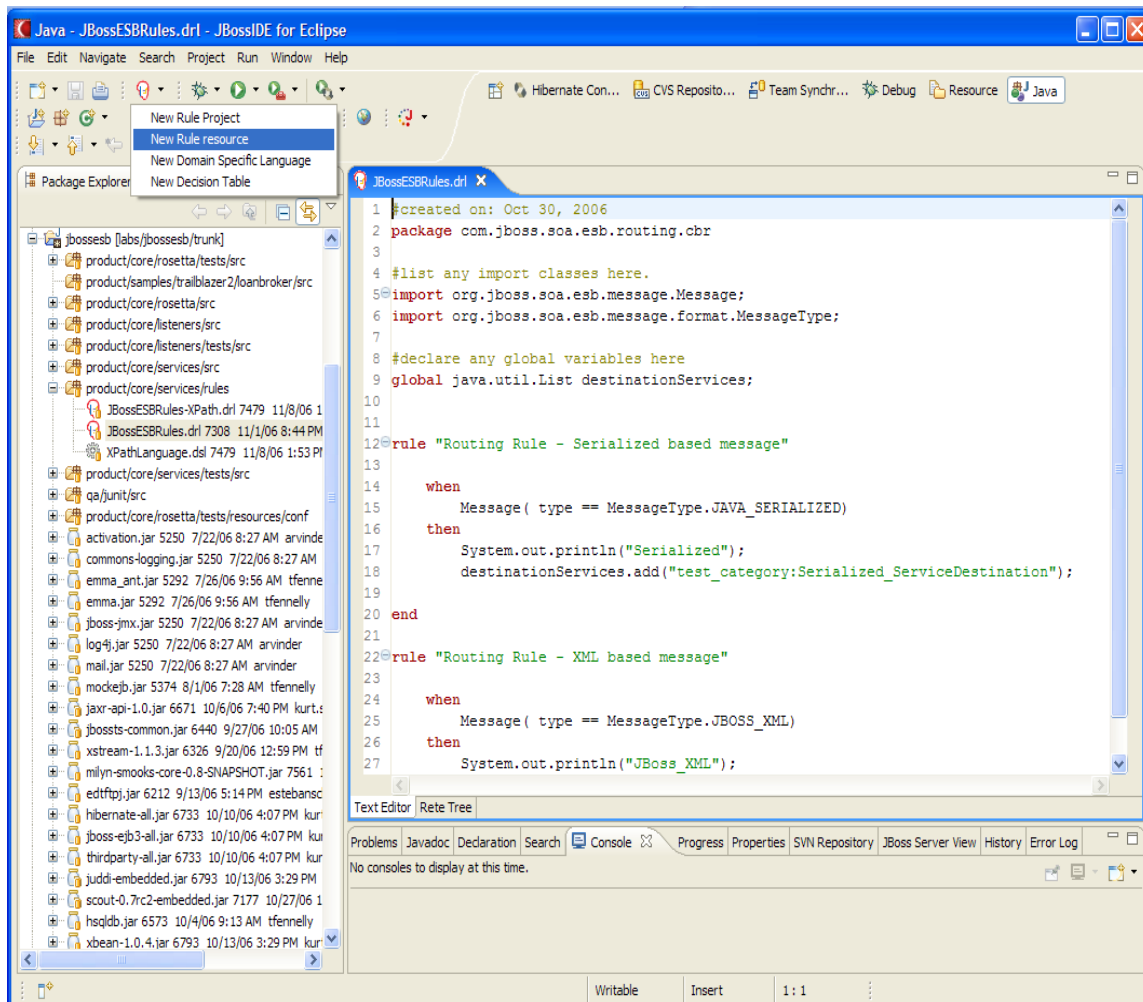 Java - JBossESBRules.drl - JBossIDE for Eclipse
File Edit Navigate Search Project Run Window Help
Hibernate Con... CVS Reposito... Team Synchr... Debug Resource Java
New Rule Project
New Rule resource
New Domain Specific Language
New Decision Table
Package Explorer
jbossesb [labs/jbossesb/trunk]
product/core/rosetta/tests/src
product/samples/trailblazer2/loanbroker/src
product/core/rosetta/src
product/core/listeners/src
product/core/listeners/tests/src
product/core/services/src
product/core/services/rules
JBossESBRules-XPath.drl 7479 11/8/06 1
JBossESBRules.drl 7308 11/1/06 8:44 PM
XPathLanguage.dsl 7479 11/8/06 1:53 PM
product/core/services/tests/src
qa/junit/src
product/core/rosetta/tests/resources/conf
activation.jar 5250 7/22/06 8:27 AM arvinde
commons-logging.jar 5250 7/22/06 8:27 AM
emma_ant.jar 5292 7/26/06 9:56 AM tfenne
emma.jar 5292 7/26/06 9:56 AM tfennelly
jboss-jmx.jar 5250 7/22/06 8:27 AM arvinde
log4j.jar 5250 7/22/06 8:27 AM arvinder
mail.jar 5250 7/22/06 8:27 AM arvinder
mockejb.jar 5374 8/1/06 7:28 AM tfennelly
jaxr-api-1.0.jar 6671 10/6/06 7:40 PM kurt.s
jbossts-common.jar 6440 9/27/06 10:05 AM
xstream-1.1.3.jar 6326 9/20/06 12:59 PM tf
milyn-smooks-core-0.8-SNAPSHOT.jar 7561
edtftpj.jar 6212 9/13/06 5:14 PM estebansc
hibernate-all.jar 6733 10/10/06 4:07 PM kur
jboss-ejb3-all.jar 6733 10/10/06 4:07 PM kur
thirdparty-all.jar 6733 10/10/06 4:07 PM kur
juddi-embedded.jar 6793 10/13/06 3:29 PM
scout-0.7rc2-embedded.jar 7177 10/27/06 1
hsqldb.jar 6573 10/4/06 9:13 AM tfennelly
xbean-1.0.4.jar 6793 10/13/06 3:29 PM kur
JBossESBRules.drl
1 #created on: Oct 30, 2006
2 package com.jboss.soa.esb.routing.cbr
3
4 #list any import classes here.
5 import org.jboss.soa.esb.message.Message;
6 import org.jboss.soa.esb.message.format.MessageType;
7
8 #declare any global variables here
9 global java.util.List destinationServices;
10
11
12 rule "Routing Rule - Serialized based message"
13
14 when
15 Message( type == MessageType.JAVA_SERIALIZED)
16 then
17 System.out.println("Serialized");
18 destinationServices.add("test_category:Serialized_ServiceDestination");
19
20 end
21
22 rule "Routing Rule - XML based message"
23
24 when
25 Message( type == MessageType.JBOSS_XML)
26 then
27 System.out.println("JBoss_XML");
Text Editor Rete Tree
Problems Javadoc Declaration Search Console Progress Properties SVN Repository JBoss Server View History Error Log
No consoles to display at this time.
Writable Insert 1 : 1